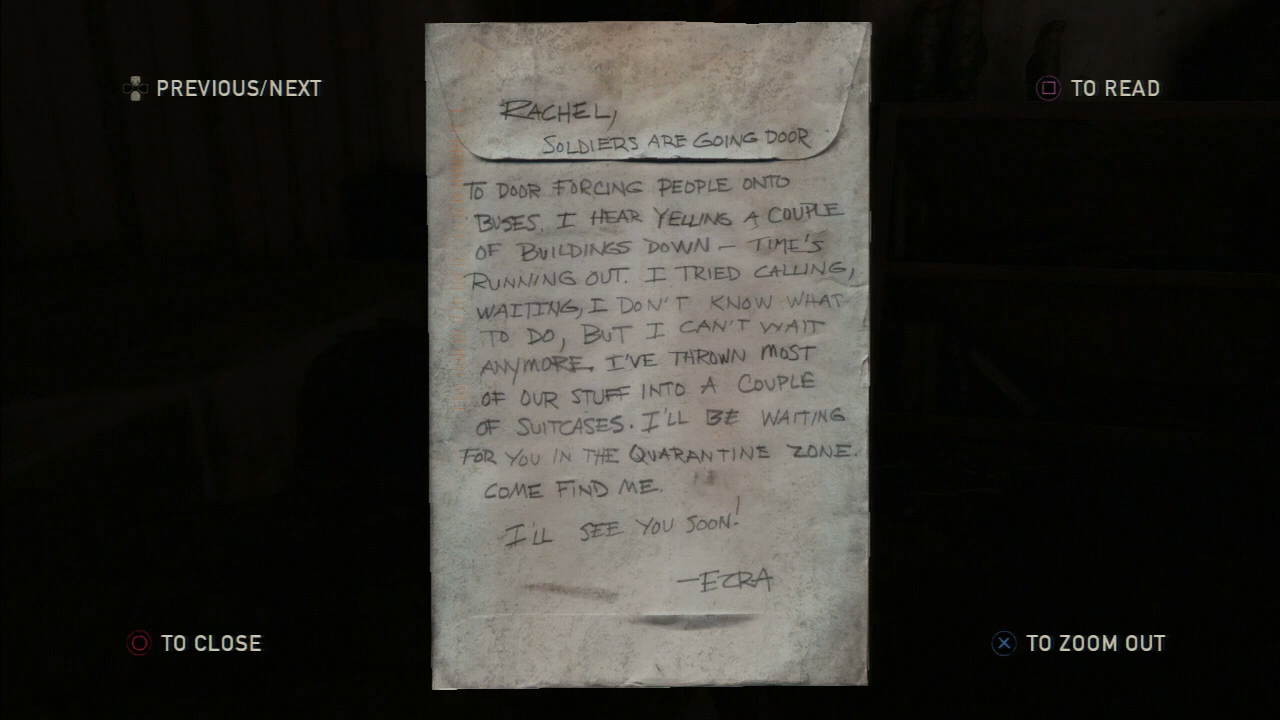 PREVIOUS/NEXT
TO READ
RACHEL,
SOLDIERS ARE GOING DOOR
TO DOOR FORCING PEOPLE ONTO
BUSES. I HEAR YELLING A COUPLE
OF BUILDINGS DOWN – TIME'S
RUNNING OUT. I TRIED CALLING,
WAITING, I DON'T KNOW WHAT
TO DO, BUT I CAN'T WAIT
ANYMORE. I'VE THROWN MOST
OF OUR STUFF INTO A COUPLE
OF SUITCASES. I'LL BE WAITING
FOR YOU IN THE QUARANTINE ZONE.
COME FIND ME.
I'LL SEE YOU SOON!
–EZRA
TO CLOSE
TO ZOOM OUT